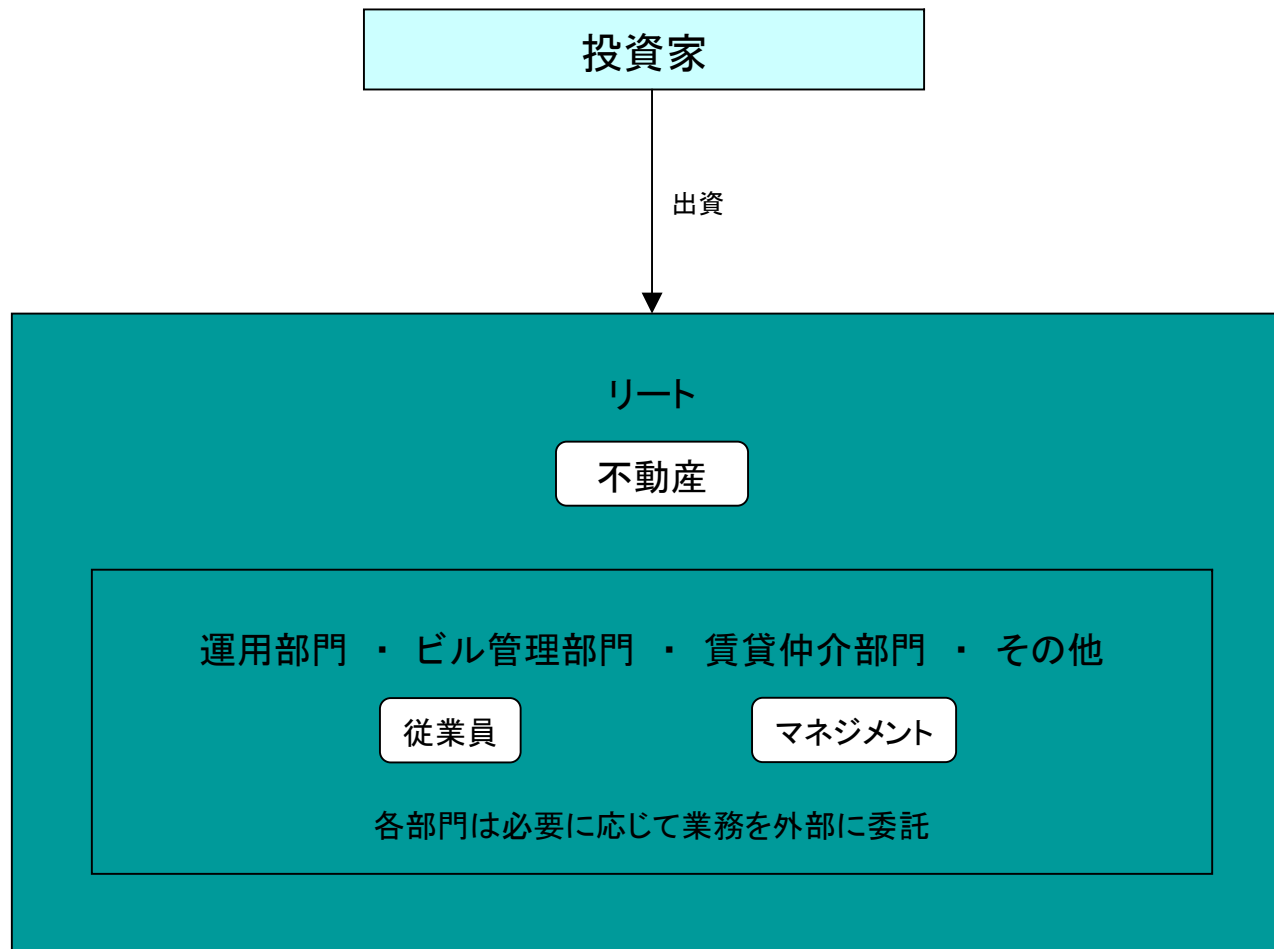 投資家
出資
リート
不動産
運用部門 ・ ビル管理部門 ・ 賃貸仲介部門 ・ その他
従業員 マネジメント
各部門は必要に応じて業務を外部に委託